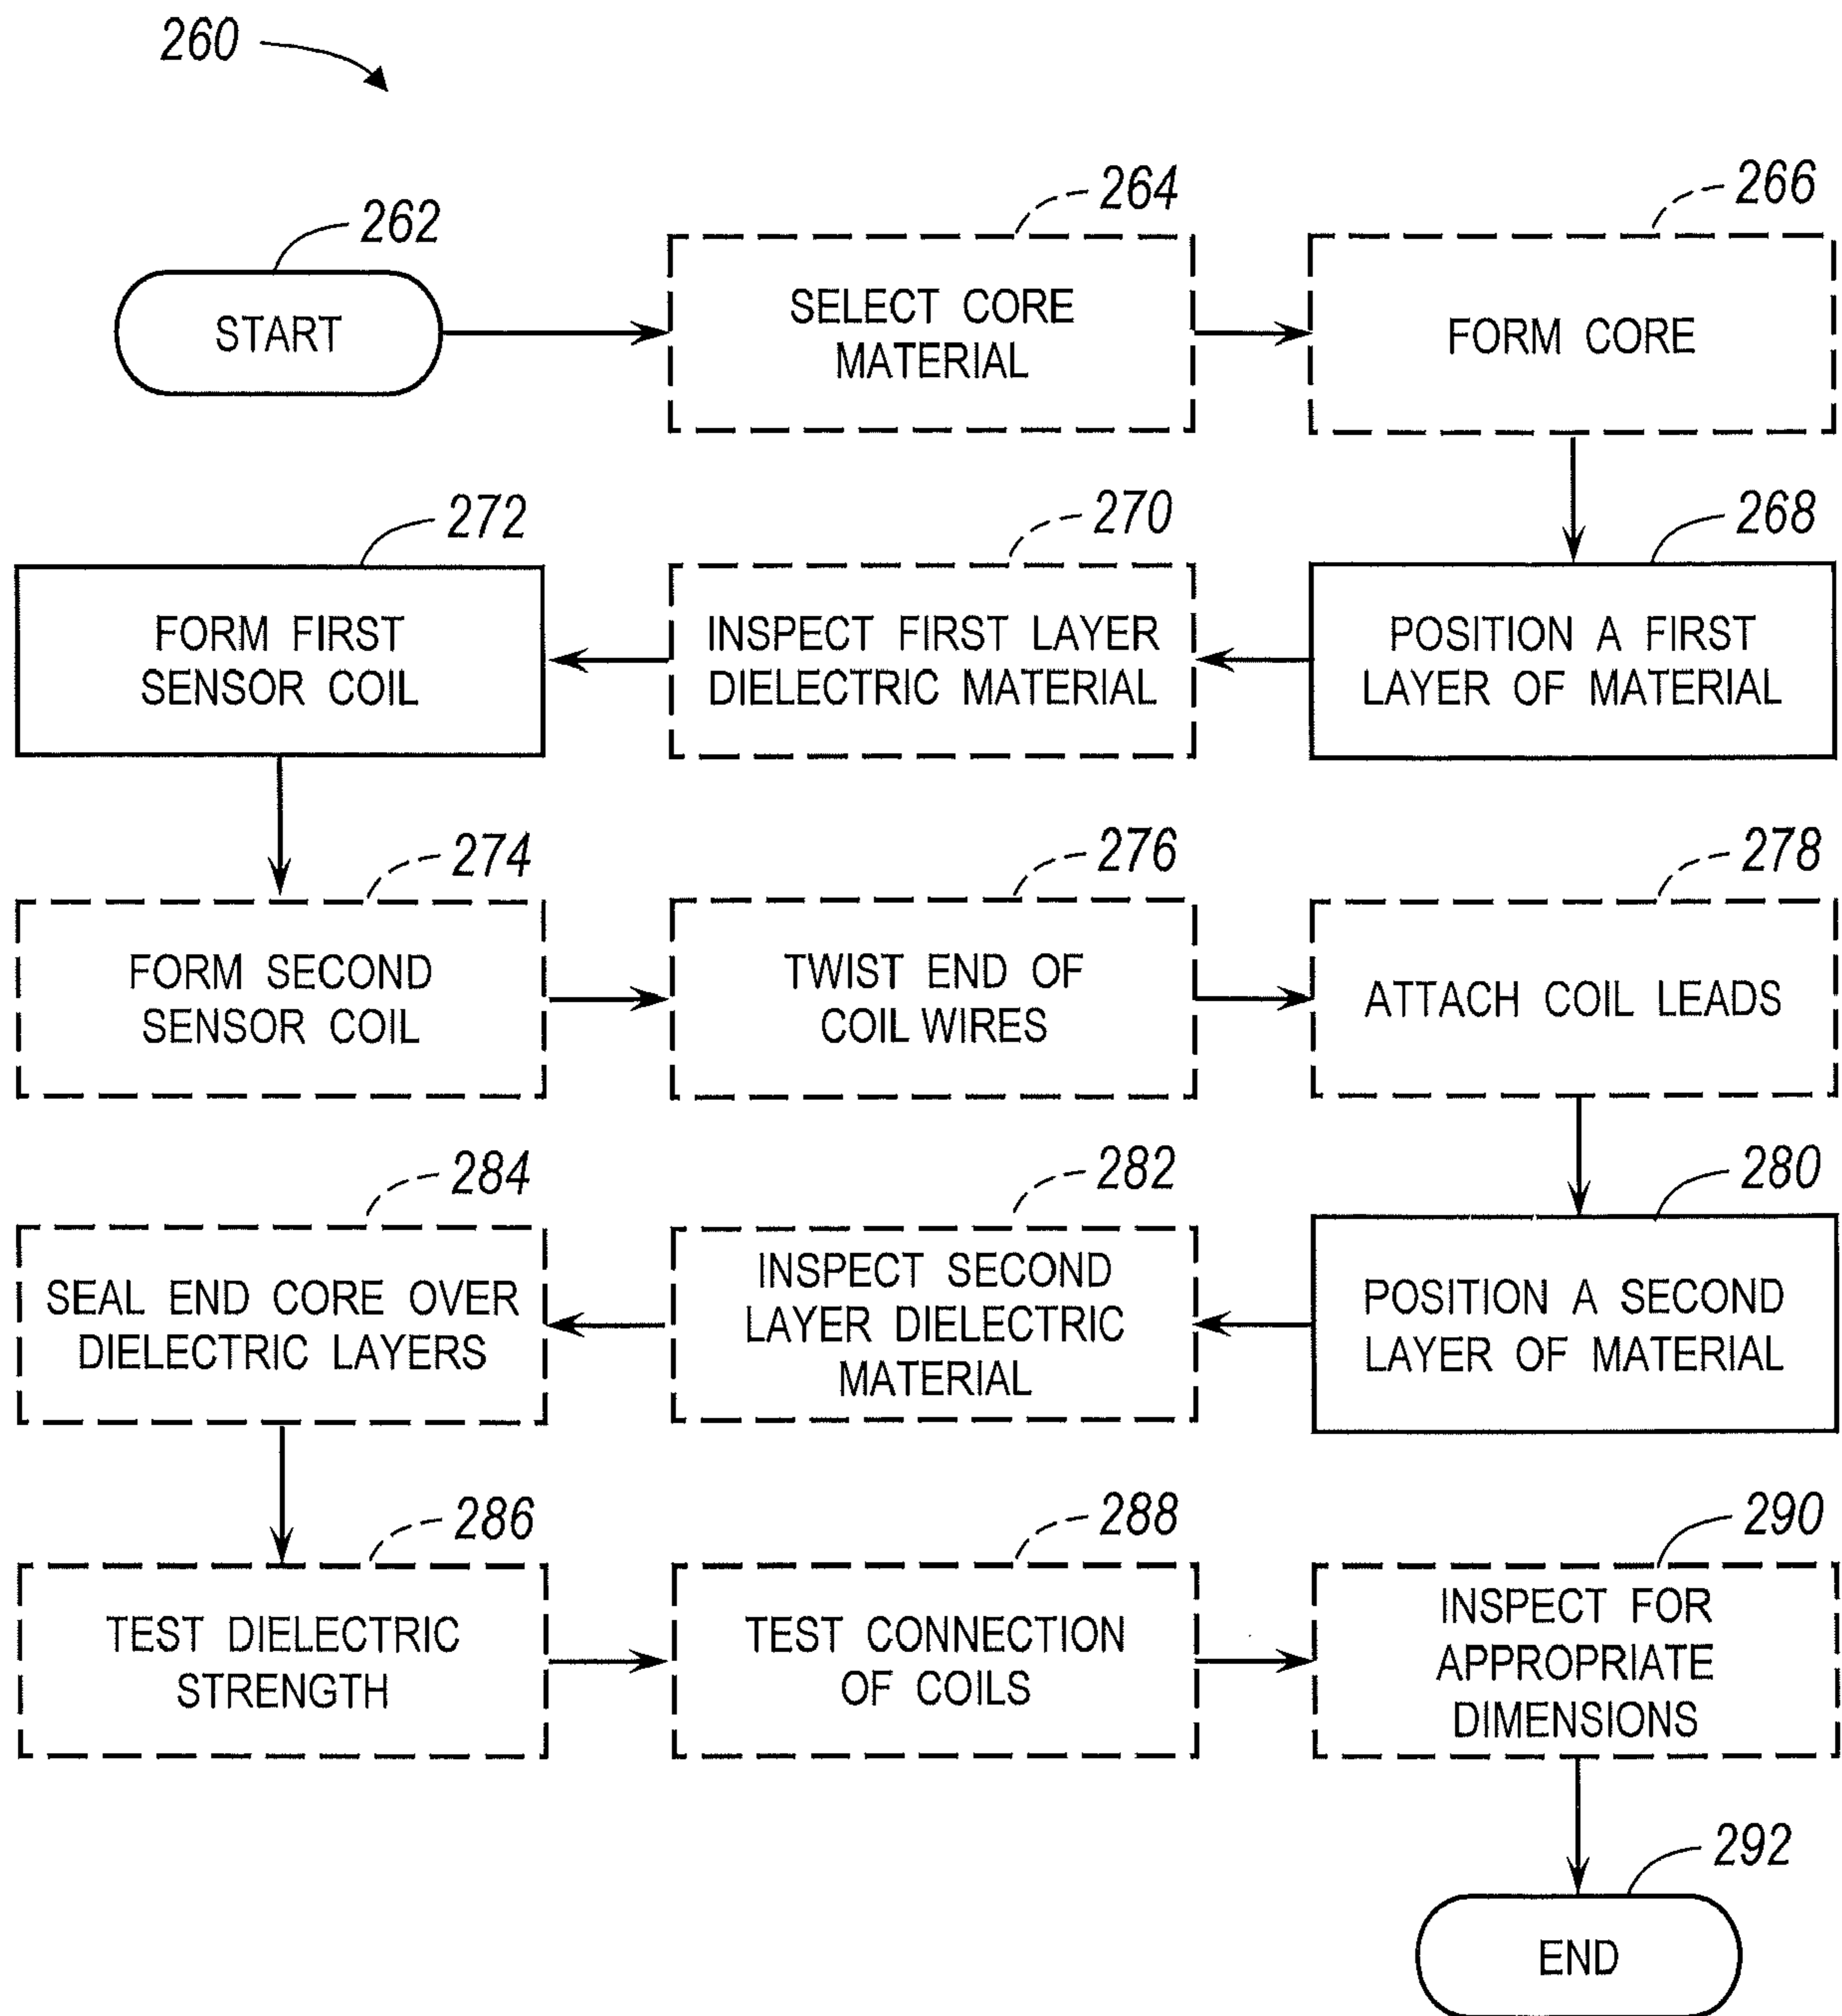 260
262
START
264
SELECT CORE
MATERIAL
266
FORM CORE
268
POSITION A FIRST
LAYER OF MATERIAL
270
INSPECT FIRST LAYER
DIELECTRIC MATERIAL
272
FORM FIRST
SENSOR COIL
274
FORM SECOND
SENSOR COIL
276
TWIST END OF
COIL WIRES
278
ATTACH COIL LEADS
280
POSITION A SECOND
LAYER OF MATERIAL
282
INSPECT SECOND
LAYER DIELECTRIC
MATERIAL
284
SEAL END CORE OVER
DIELECTRIC LAYERS
286
TEST DIELECTRIC
STRENGTH
288
TEST CONNECTION
OF COILS
290
INSPECT FOR
APPROPRIATE
DIMENSIONS
292
END